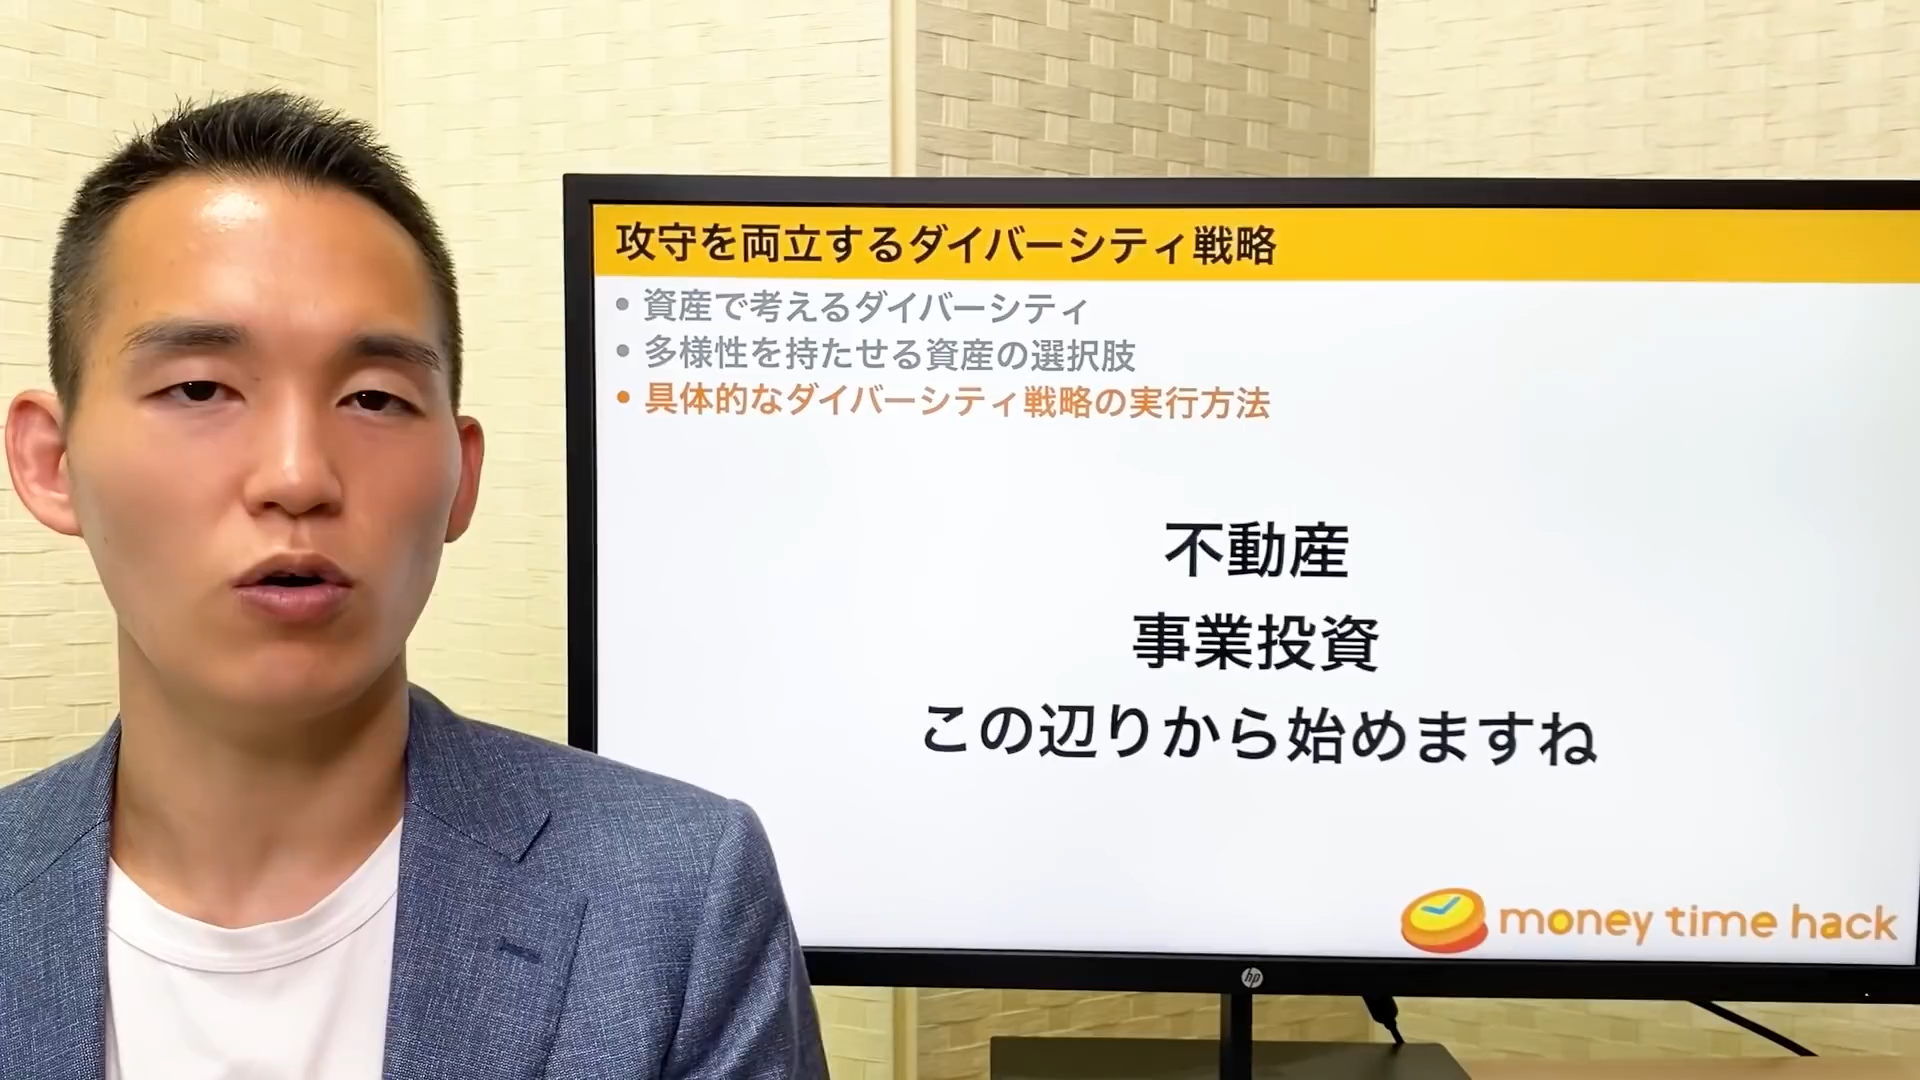 攻守を両立するダイバーシティ戦略
• 資産で考えるダイバーシティ
• 多様性を持たせる資産の選択肢
• 具体的なダイバーシティ戦略の実行方法
不動産
事業投資
この辺りから始めますね
money time hack
hp